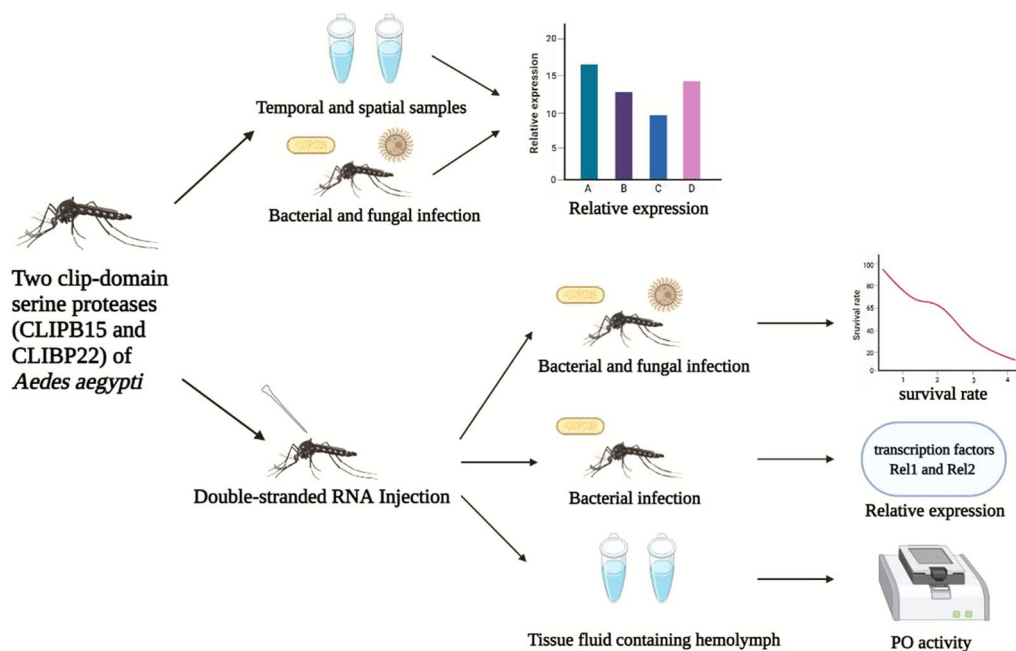 Temporal and spatial samples
Bacterial and fungal infection
Relative expression
20
15
10
5
0
A B C D
Relative expression
Two clip-domain
serine proteases
(CLIPB15 and
CLIBP22) of
Aedes aegypti
Double-stranded RNA Injection
Bacterial and fungal infection
Sruvival rate
100
80
65
40
20
0
1 2 3 4
survival rate
Bacterial infection
transcription factors
Rel1 and Rel2
Relative expression
Tissue fluid containing hemolymph
PO activity